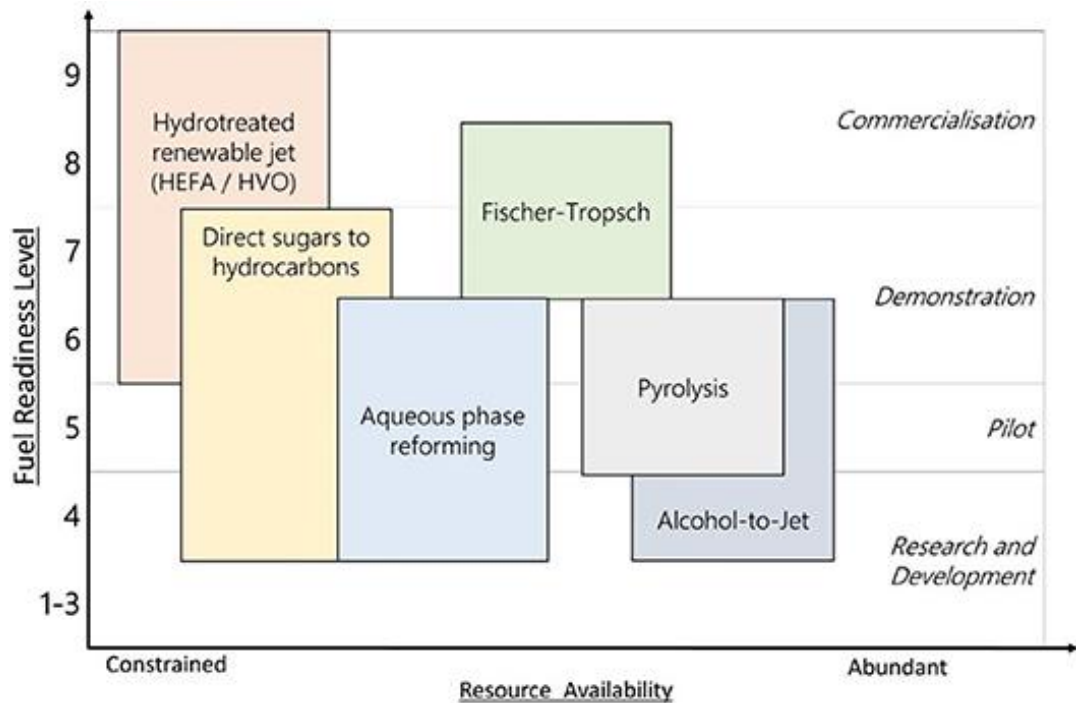 Fuel Readiness Level
9
8
7
6
5
4
1-3
Hydrotreated
renewable jet
(HEFA / HVO)
Direct sugars to
hydrocarbons
Aqueous phase
reforming
Fischer-Tropsch
Pyrolysis
Alcohol-to-Jet
Commercialisation
Demonstration
Pilot
Research and
Development
Constrained
Abundant
Resource Availability